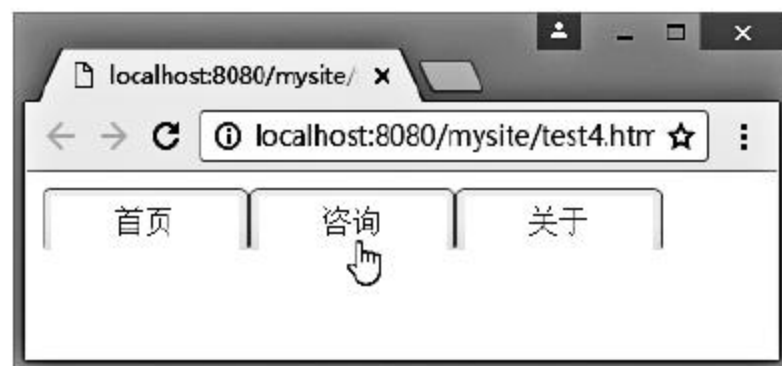 localhost:8080/mysite/
localhost:8080/mysite/test4.htm
首页 咨询 关于